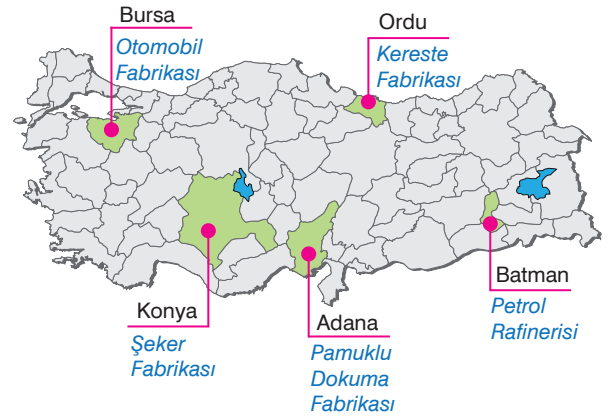 Bursa
Otomobil
Fabrikası
Ordu
Kereste
Fabrikası
Konya
Şeker
Fabrikası
Adana
Pamuklu
Dokuma
Fabrikası
Batman
Petrol
Rafinerisi